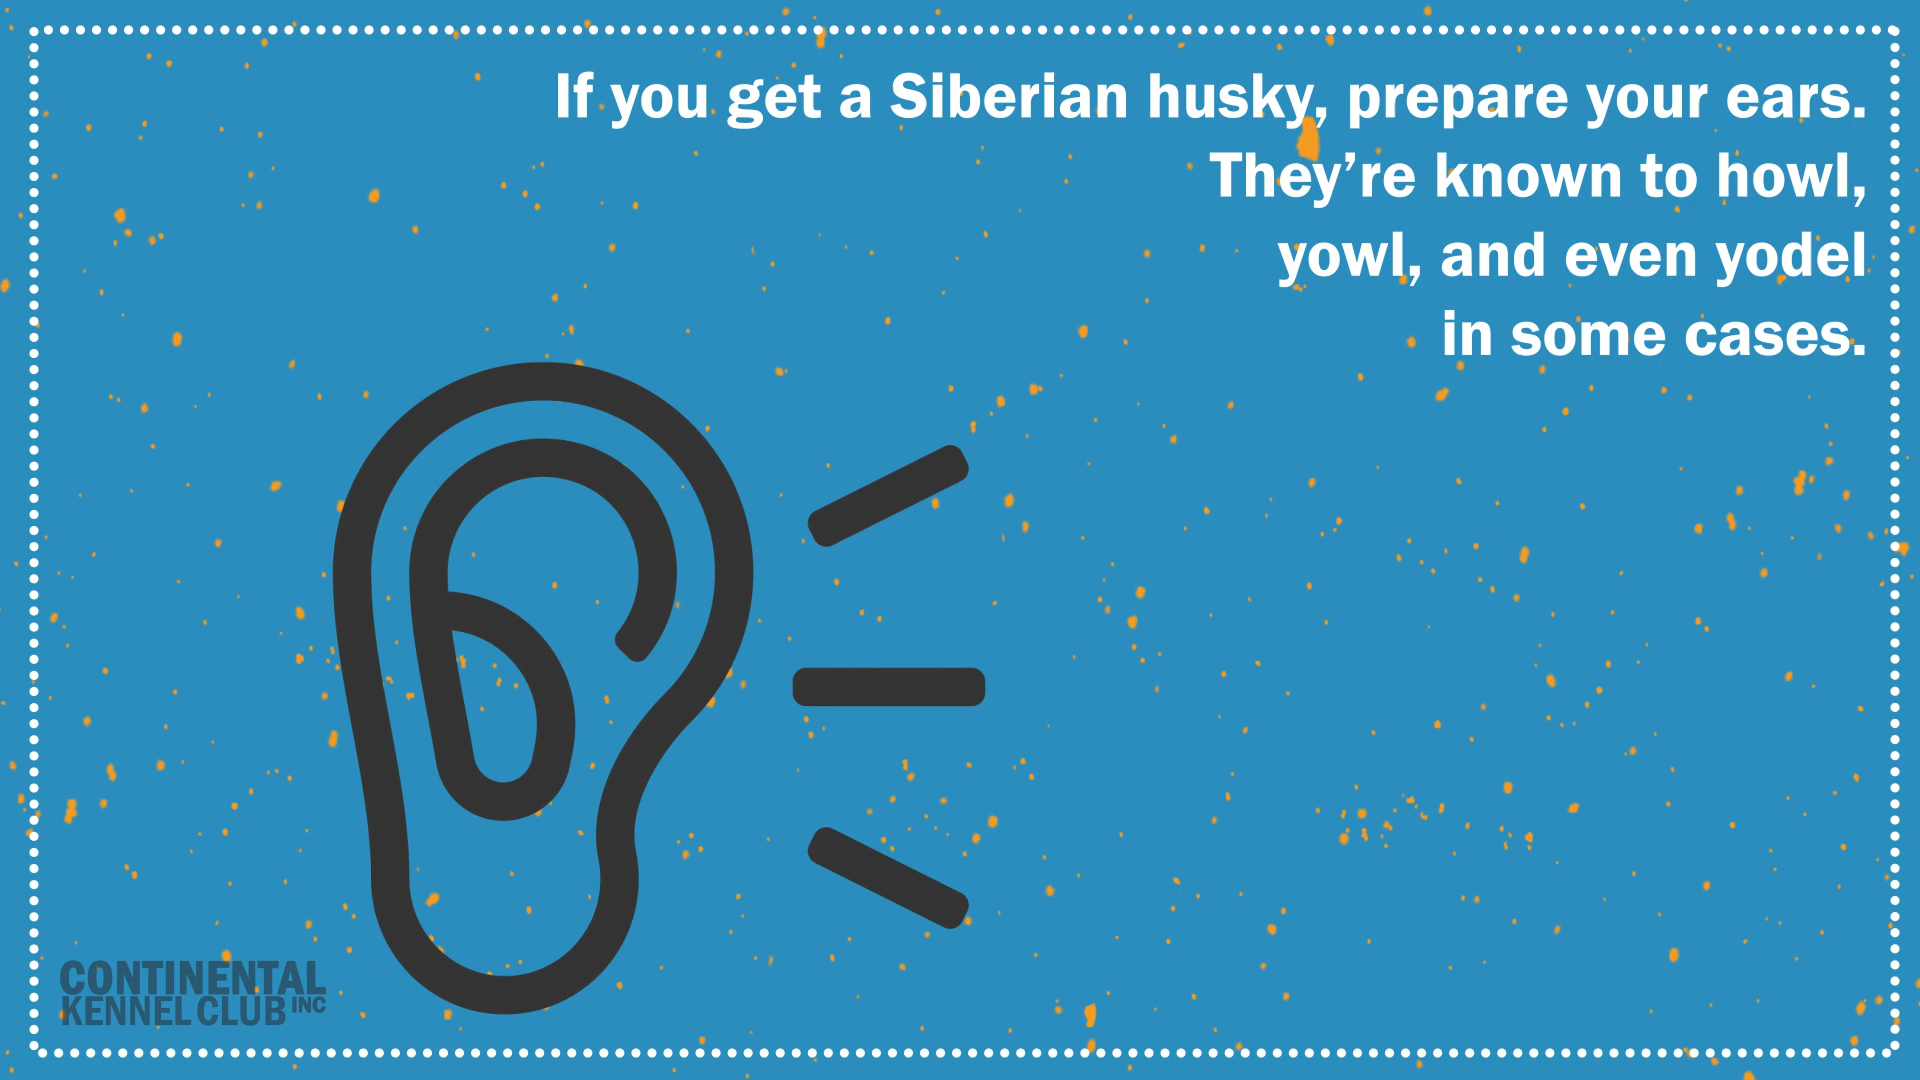 If you get a Siberian husky, prepare your ears.
They’re known to howl,
yowl, and even yodel
in some cases.
CONTINENTAL
KENNEL CLUB INC